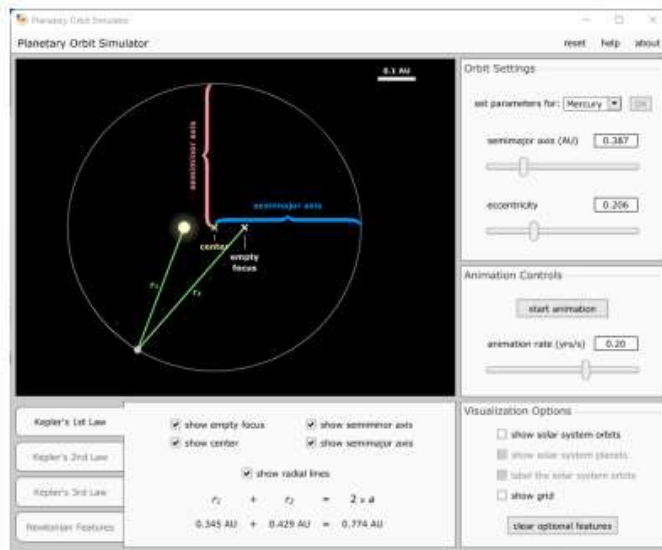 Planetary Orbit Simulator
Planetary Orbit Simulator
reset help about
0.1 AU
semiminor axis
semimajor axis
center
empty
focus
r₁
r₂
Orbit Settings
set parameters for: Mercury OK
semimajor axis (AU) 0.387
eccentricity 0.206
Animation Controls
start animation
animation rate (yrs/s) 0.20
Kepler's 1st Law
Kepler's 2nd Law
Kepler's 3rd Law
Newtonian Features
show empty focus show semiminor axis
show center show semimajor axis
show radial lines
r₁ + r₂ = 2 × a
0.345 AU + 0.429 AU = 0.774 AU
Visualization Options
show solar system orbits
show solar system planets
label the solar system orbits
show grid
clear optional features